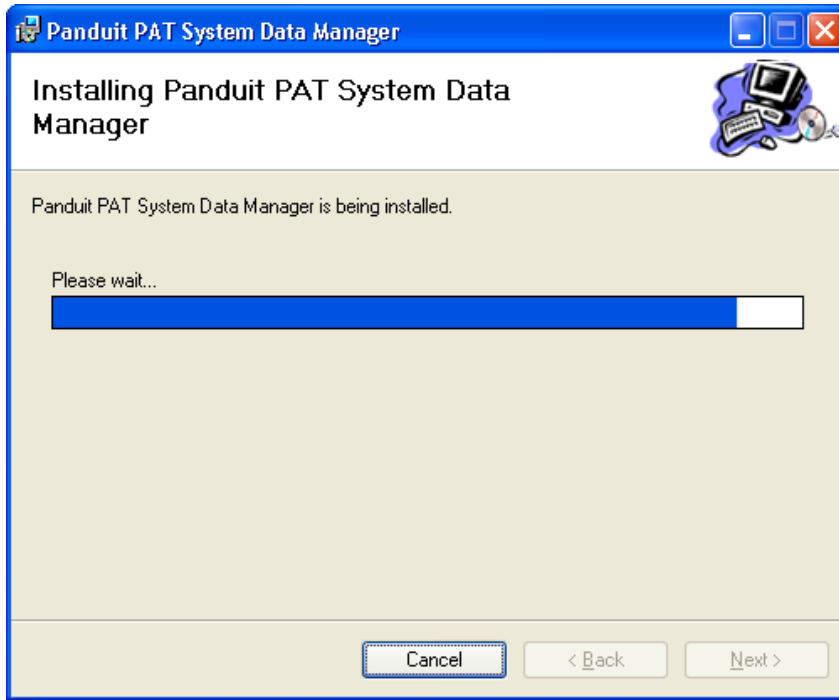 Panduit PAT System Data Manager
Installing Panduit PAT System Data
Manager
Panduit PAT System Data Manager is being installed.
Please wait...
Cancel
< Back
Next >